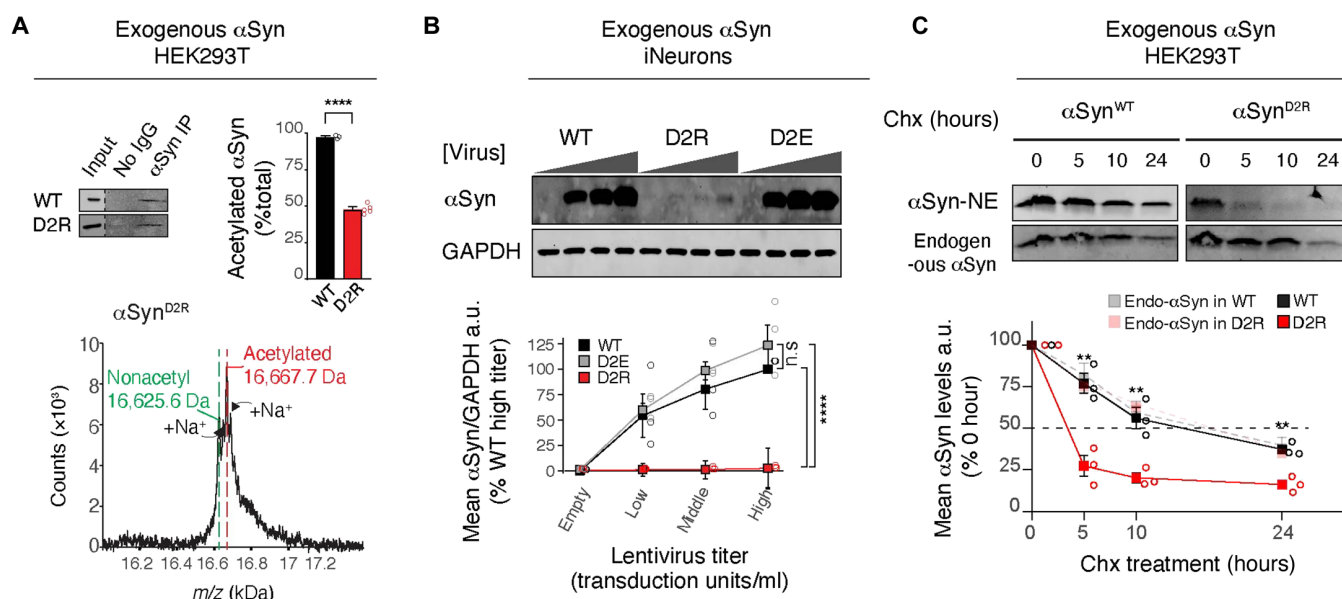 A
Exogenous αSyn
HEK293T
Input
No IgG
αSyn IP
WT
D2R
Acetylated αSyn
(%total)
100
75
50
25
0
****
WT
D2R
αSynᴰ²ᴿ
Counts (×10³)
10
8
6
4
2
0
Nonacetyl
16,625.6 Da
Acetylated
16,667.7 Da
+Na⁺
+Na⁺
16.2 16.4 16.6 16.8 17 17.2
m/z (kDa)
B
Exogenous αSyn
iNeurons
WT D2R D2E
[Virus]
αSyn
GAPDH
Mean αSyn/GAPDH a.u.
(% WT high titer)
125
100
75
50
25
0
WT
D2E
D2R
n.s
****
Empty
Low
Middle
High
Lentivirus titer
(transduction units/ml)
C
Exogenous αSyn
HEK293T
Chx (hours)
αSynᵂᵀ
αSynᴰ²ᴿ
0 5 10 24
0 5 10 24
αSyn-NE
Endogen
-ous αSyn
Endo-αSyn in WT
Endo-αSyn in D2R
WT
D2R
Mean αSyn levels a.u.
(% 0 hour)
100
75
50
25
0
**
**
**
0 5 10 24
Chx treatment (hours)